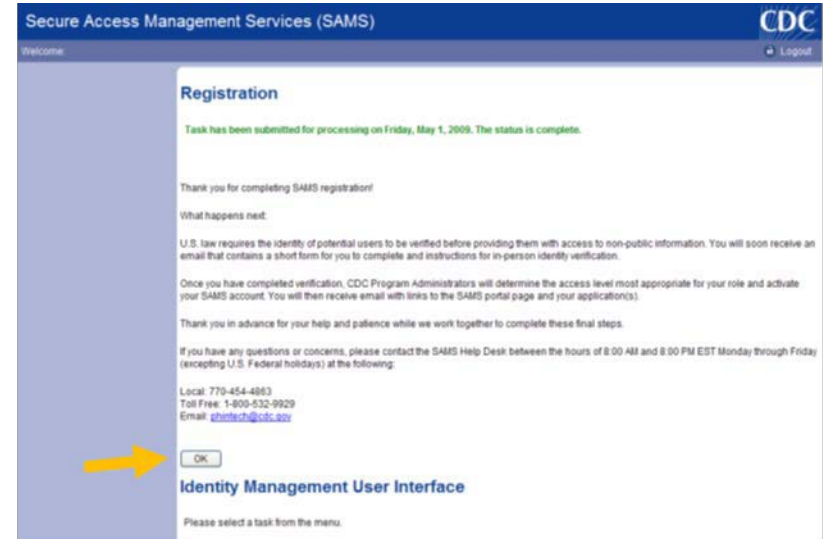 Secure Access Management Services (SAMS)
CDC
Welcome:
Logout
Registration
Task has been submitted for processing on Friday, May 1, 2009. The status is complete.
Thank you for completing SAMS registration!
What happens next:
U.S. law requires the identity of potential users to be verified before providing them with access to non-public information. You will soon receive an
email that contains a short form for you to complete and instructions for in-person identity verification.
Once you have completed verification, CDC Program Administrators will determine the access level most appropriate for your role and activate
your SAMS account. You will then receive email with links to the SAMS portal page and your application(s).
Thank you in advance for your help and patience while we work together to complete these final steps.
If you have any questions or concerns, please contact the SAMS Help Desk between the hours of 8:00 AM and 8:00 PM EST Monday through Friday
(excepting U.S. Federal holidays) at the following:
Local: 770-454-4863
Toll Free: 1-800-532-9929
Email: phintech@cdc.gov
OK
Identity Management User Interface
Please select a task from the menu.